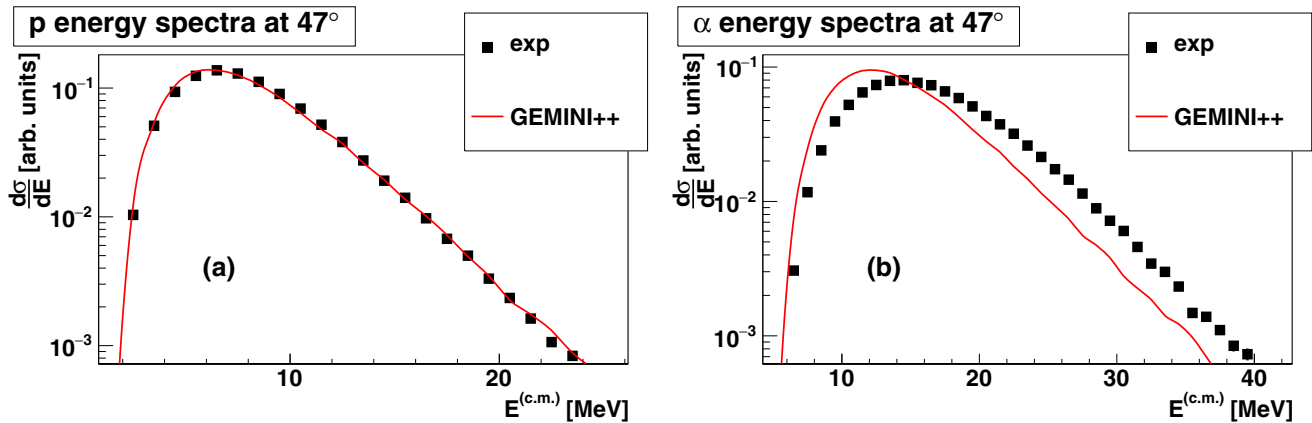 p energy spectra at 47°
exp
GEMINI++
dσ/dE [arb. units]
10⁻¹
10⁻²
10⁻³
(a)
10
20
E(c.m.) [MeV]
α energy spectra at 47°
exp
GEMINI++
dσ/dE [arb. units]
10⁻¹
10⁻²
10⁻³
(b)
10
20
30
40
E(c.m.) [MeV]